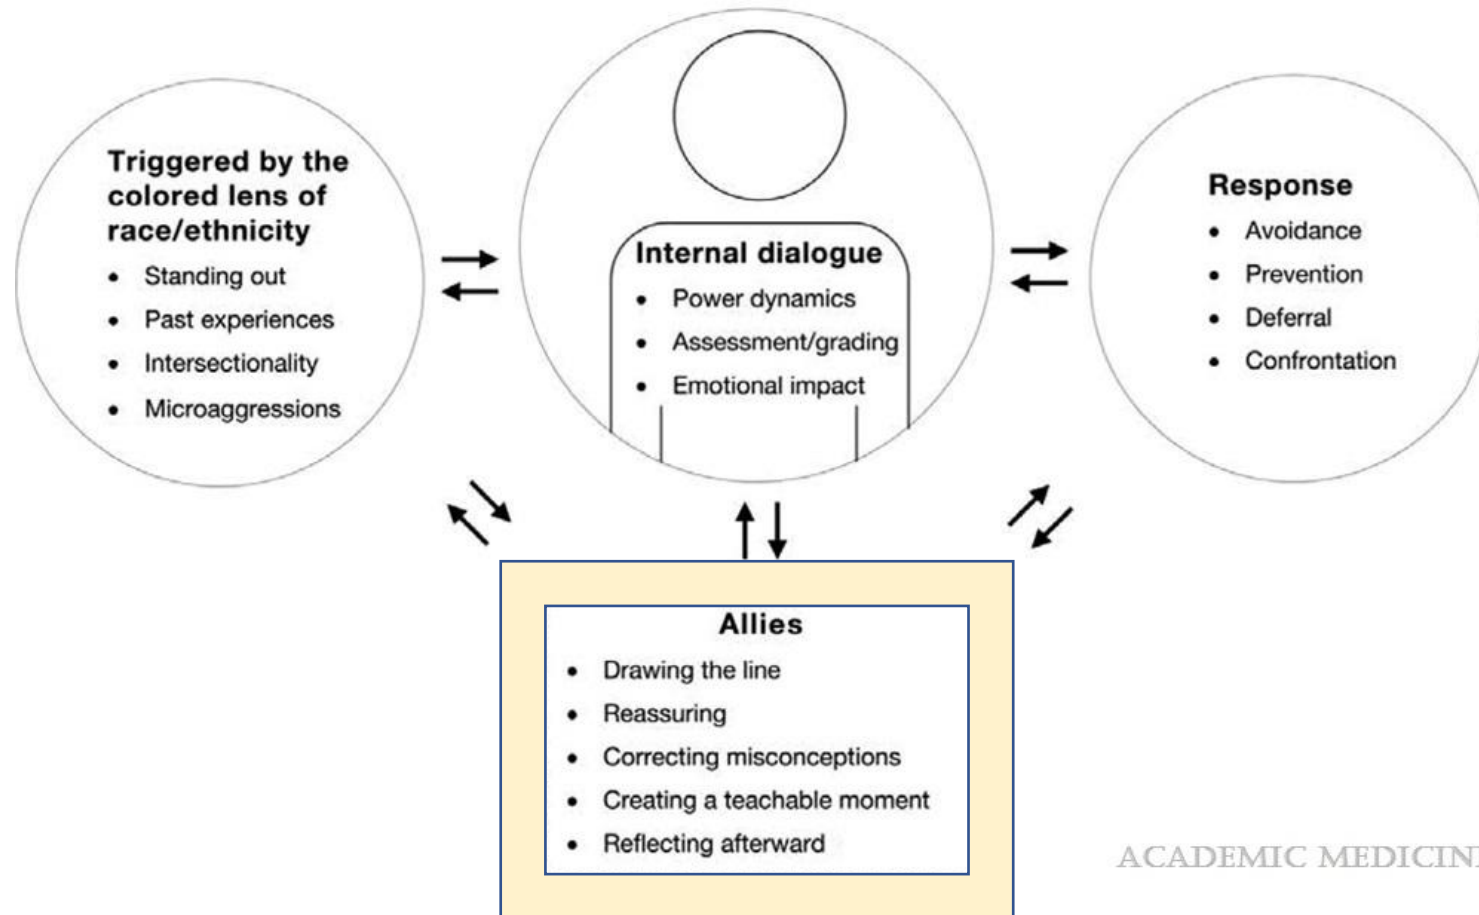 Triggered by the
colored lens of
race/ethnicity
• Standing out
• Past experiences
• Intersectionality
• Microaggressions
Internal dialogue
• Power dynamics
• Assessment/grading
• Emotional impact
Response
• Avoidance
• Prevention
• Deferral
• Confrontation
Allies
• Drawing the line
• Reassuring
• Correcting misconceptions
• Creating a teachable moment
• Reflecting afterward
ACADEMIC MEDICINE